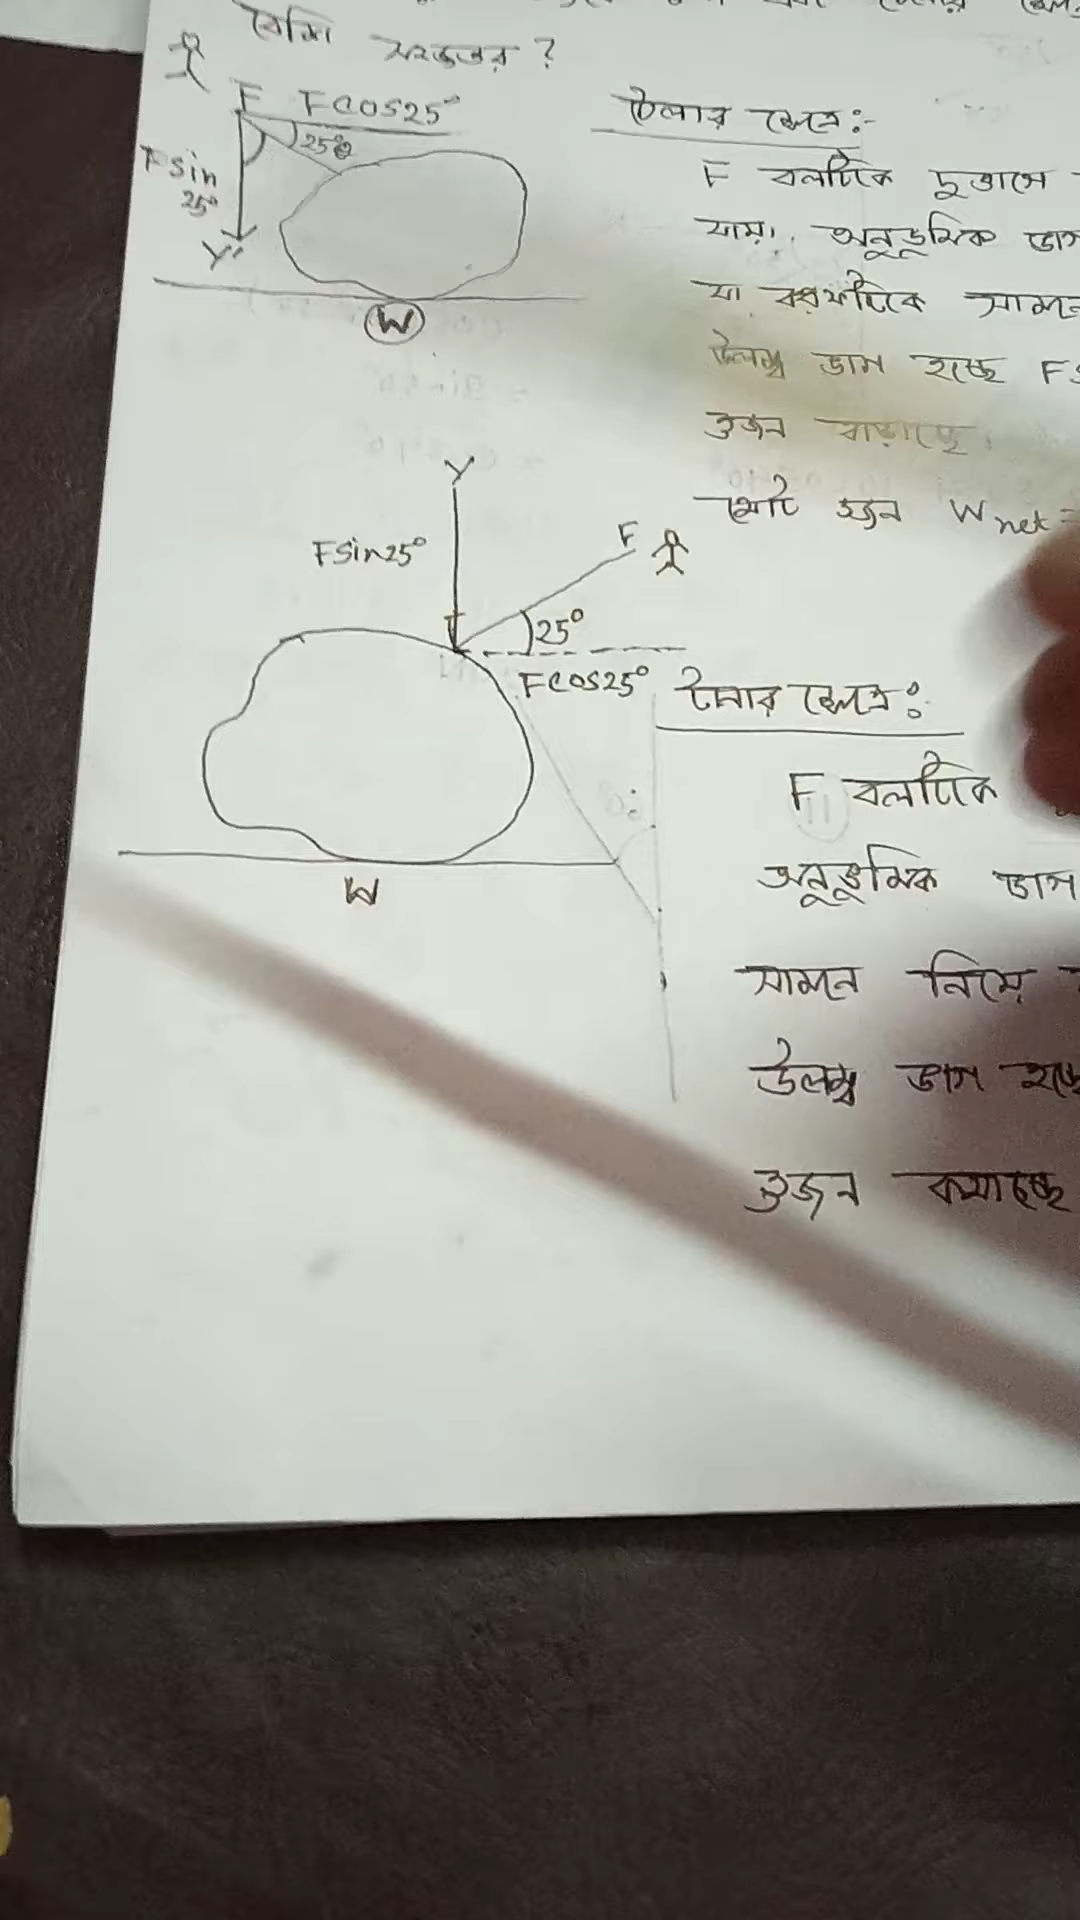 বেশি সহজতর ?
F FCOS25°
25°
Fsin
25°
Y'
W
ঠেলার ক্ষেত্রে:-
F বলটিকে দুভাগে
যায়। অনুভূমিক ভাগ
যা বস্তুটিকে সামনে
উলম্ব ভাগ হচ্ছে FS
ওজন বাড়াচ্ছে।
মোট ওজন W net =
Y
Fsin25°
F
25°
FCOS25°
W
টানার ক্ষেত্রে:
F বলটিকে
অনুভূমিক ভাগ
সামনে নিয়ে
উলম্ব ভাগ হচ্ছে
ওজন কমাচ্ছে